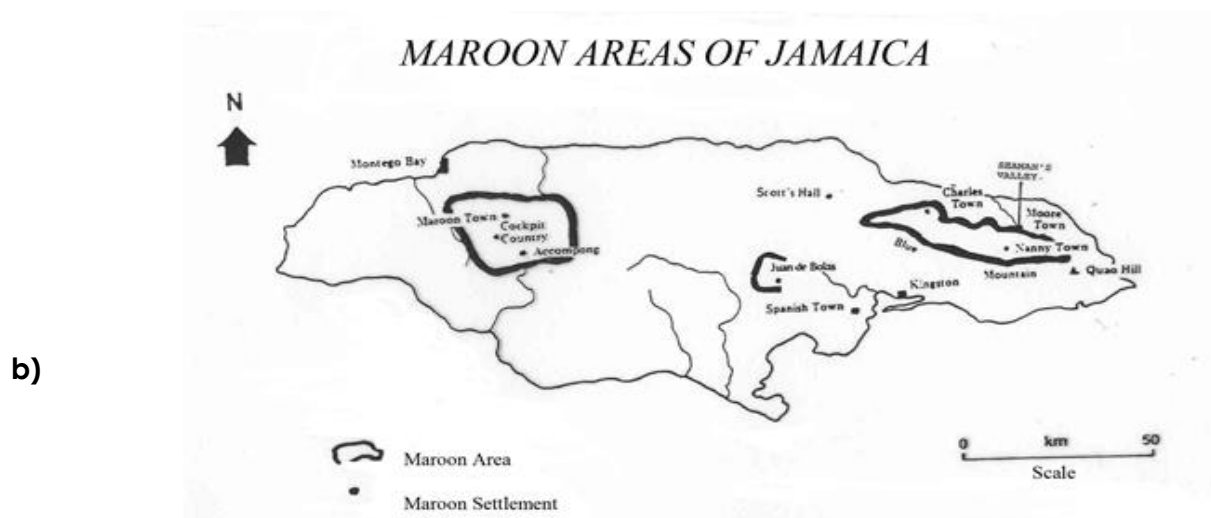 MAROON AREAS OF JAMAICA
N
Montego Bay
SEAMAN'S
VALLEY.
Scott's Hall
Charles
Town
Moore
Town
Maroon Town
Cockpit
Country
Accompong
Blue
Nanny Town
Juan de Bolas
Mountain
Quao Hill
Kingston
Spanish Town
b)
0 km 50
Scale
Maroon Area
Maroon Settlement